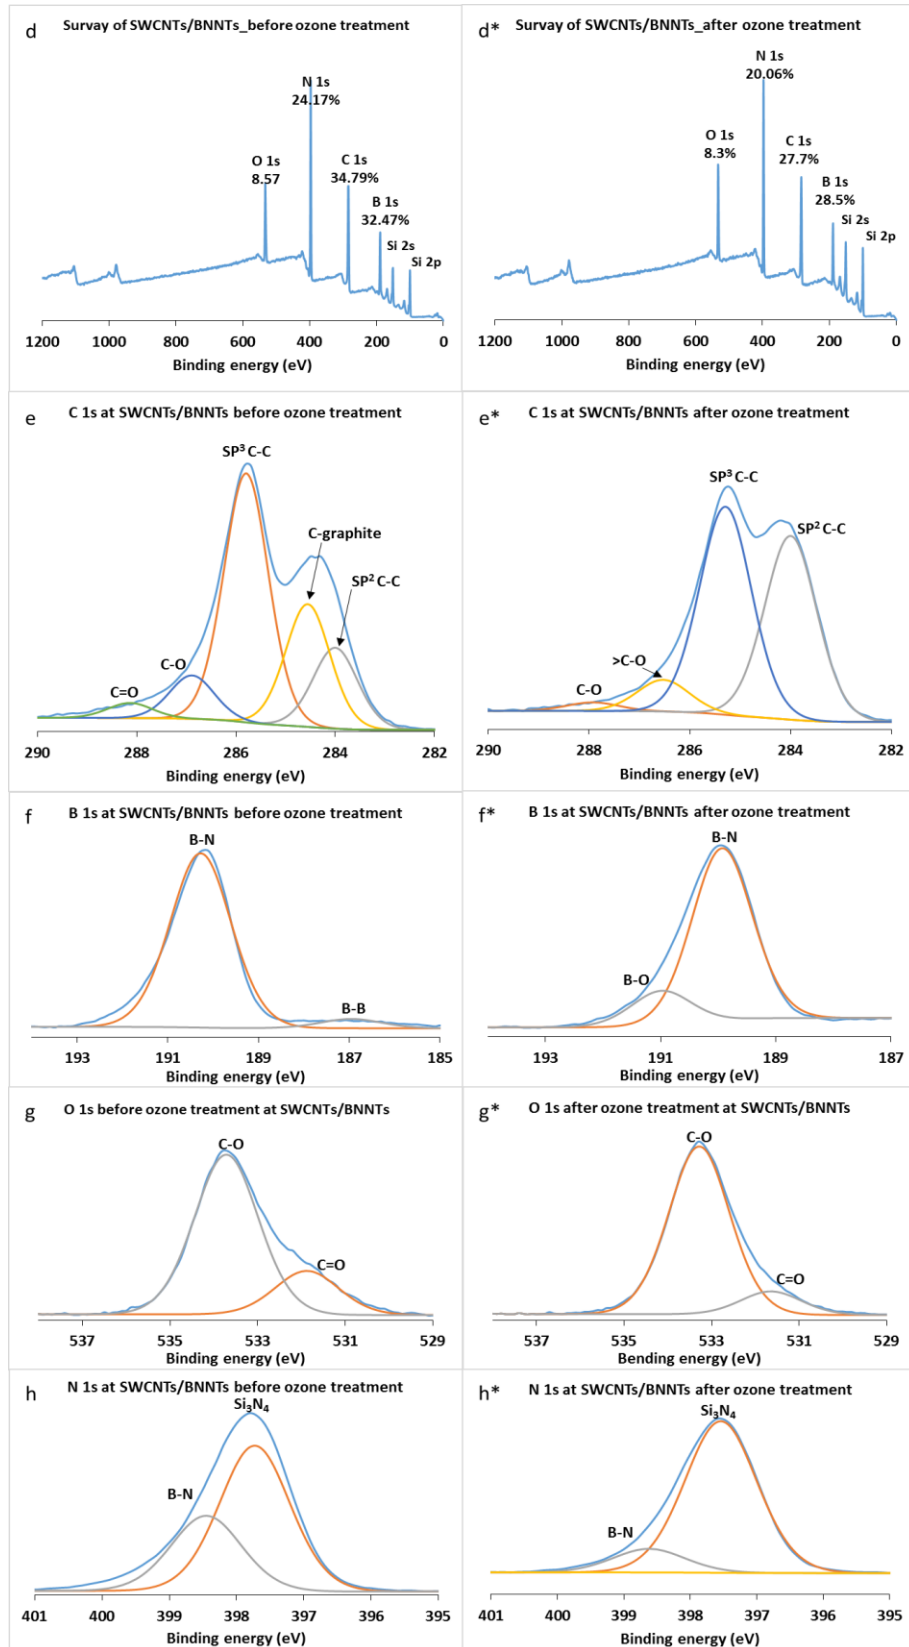 d Survay of SWCNTs/BNNTs_before ozone treatment
N 1s
24.17%
O 1s
8.57
C 1s
34.79%
B 1s
32.47%
Si 2s
Si 2p
1200 1000 800 600 400 200 0
Binding energy (eV)
d* Survay of SWCNTs/BNNTs_after ozone treatment
N 1s
20.06%
O 1s
8.3%
C 1s
27.7%
B 1s
28.5%
Si 2s
Si 2p
1200 1000 800 600 400 200 0
Binding energy (eV)
e C 1s at SWCNTs/BNNTs before ozone treatment
SP³ C-C
C-graphite
SP² C-C
C-O
C=O
290 288 286 284 282
Binding energy (eV)
e* C 1s at SWCNTs/BNNTs after ozone treatment
SP³ C-C
SP² C-C
>C-O
C-O
290 288 286 284 282
Binding energy (eV)
f B 1s at SWCNTs/BNNTs before ozone treatment
B-N
B-B
193 191 189 187 185
Binding energy (eV)
f* B 1s at SWCNTs/BNNTs after ozone treatment
B-N
B-O
193 191 189 187
Binding energy (eV)
g O 1s before ozone treatment at SWCNTs/BNNTs
C-O
C=O
537 535 533 531 529
Binding energy (eV)
g* O 1s after ozone treatment at SWCNTs/BNNTs
C-O
C=O
537 535 533 531 529
Bending energy (eV)
h N 1s at SWCNTs/BNNTs before ozone treatment
Si₃N₄
B-N
401 400 399 398 397 396 395
Binding energy (eV)
h* N 1s at SWCNTs/BNNTs after ozone treatment
Si₃N₄
B-N
401 400 399 398 397 396 395
Binding energy (eV)